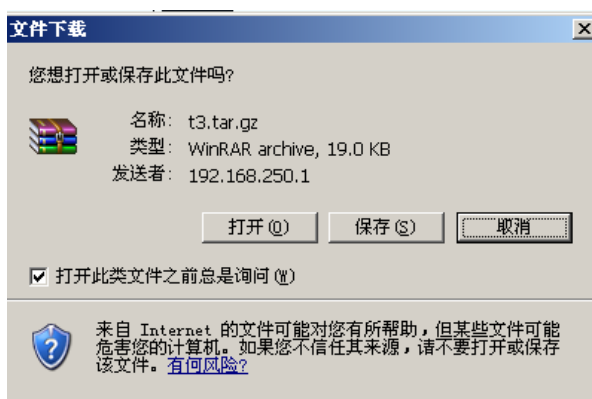 文件下载
您想打开或保存此文件吗?
名称: t3.tar.gz
类型: WinRAR archive, 19.0 KB
发送者: 192.168.250.1
打开(O) 保存(S) 取消
打开此类文件之前总是询问(W)
来自 Internet 的文件可能对您有所帮助,但某些文件可能
危害您的计算机。如果您不信任其来源,请不要打开或保存
该文件。有何风险?